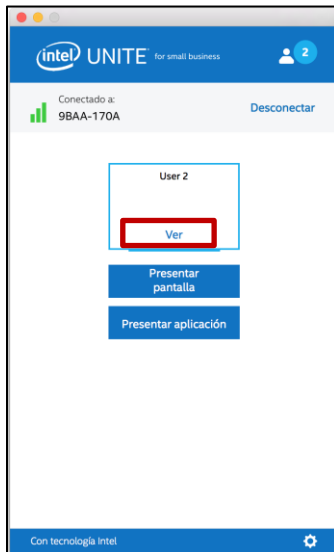 intel UNITE™ for small business
2
Conectado a:
9BAA-170A
Desconectar
User 2
Ver
Presentar
pantalla
Presentar aplicación
Con tecnología Intel